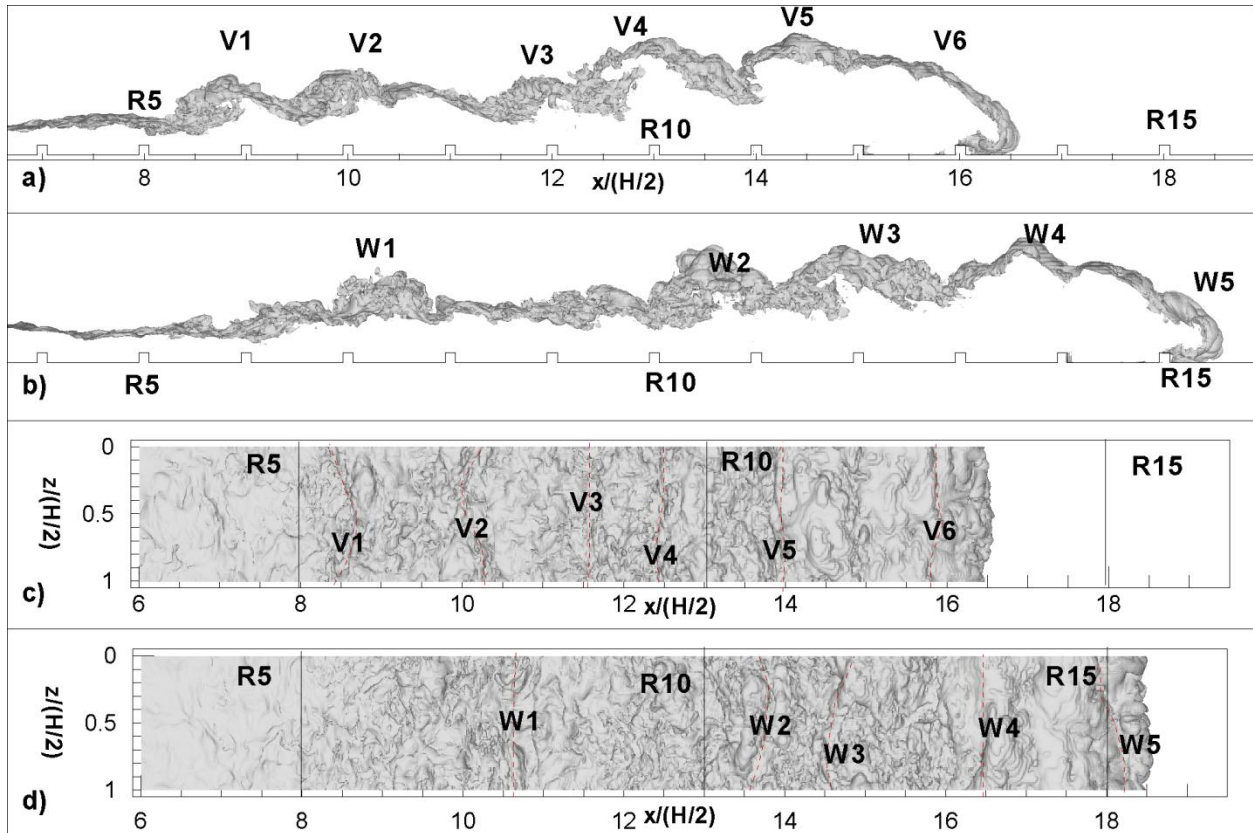 V1 V2 V3 V4 V5 V6
R5 R10 R15
a) 8 10 12 x/(H/2) 14 16 18
W1 W2 W3 W4 W5
b) R5 R10 R15
0 R5 R10 R15
z/(H/2) 0.5 V1 V2 V3 V4 V5 V6
1
c) 6 8 10 12 x/(H/2) 14 16 18
0 R5 R10 R15
z/(H/2) 0.5 W1 W2 W3 W4 W5
1
d) 6 8 10 12 x/(H/2) 14 16 18